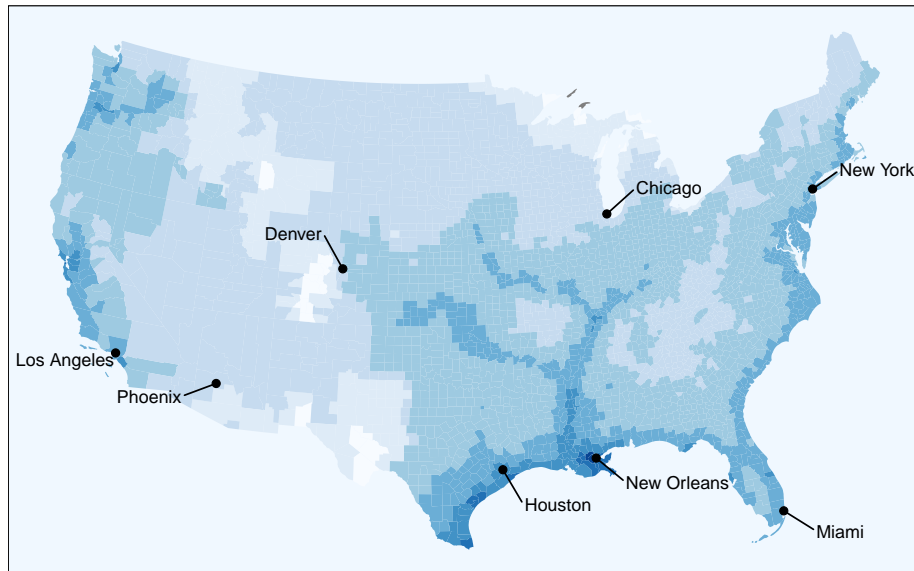 New York
Chicago
Denver
Los Angeles
Phoenix
New Orleans
Houston
Miami